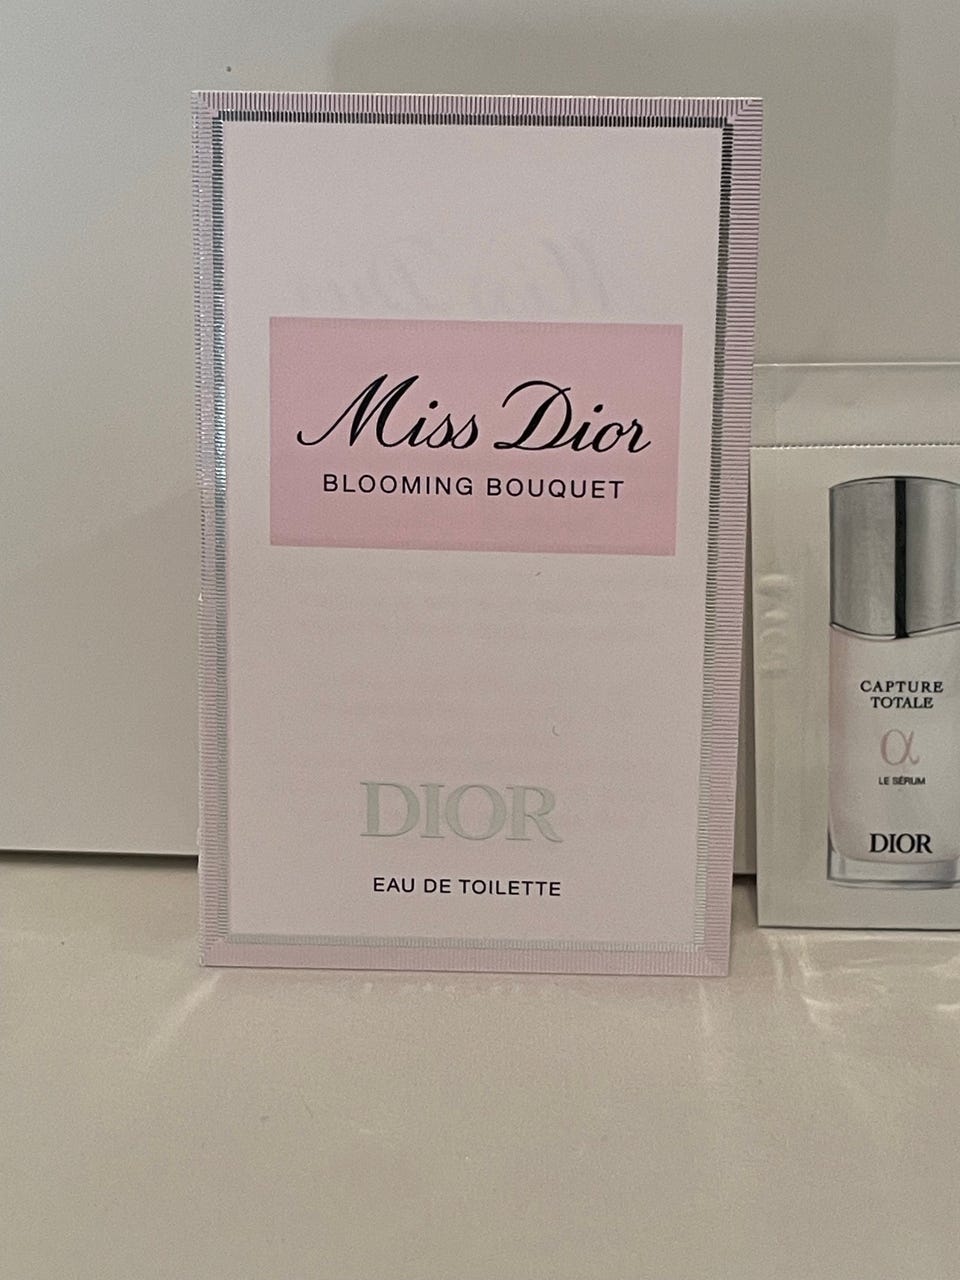 Miss Dior
BLOOMING BOUQUET
DIOR
EAU DE TOILETTE
CAPTURE
TOTALE
α
LE SÉRUM
DIOR